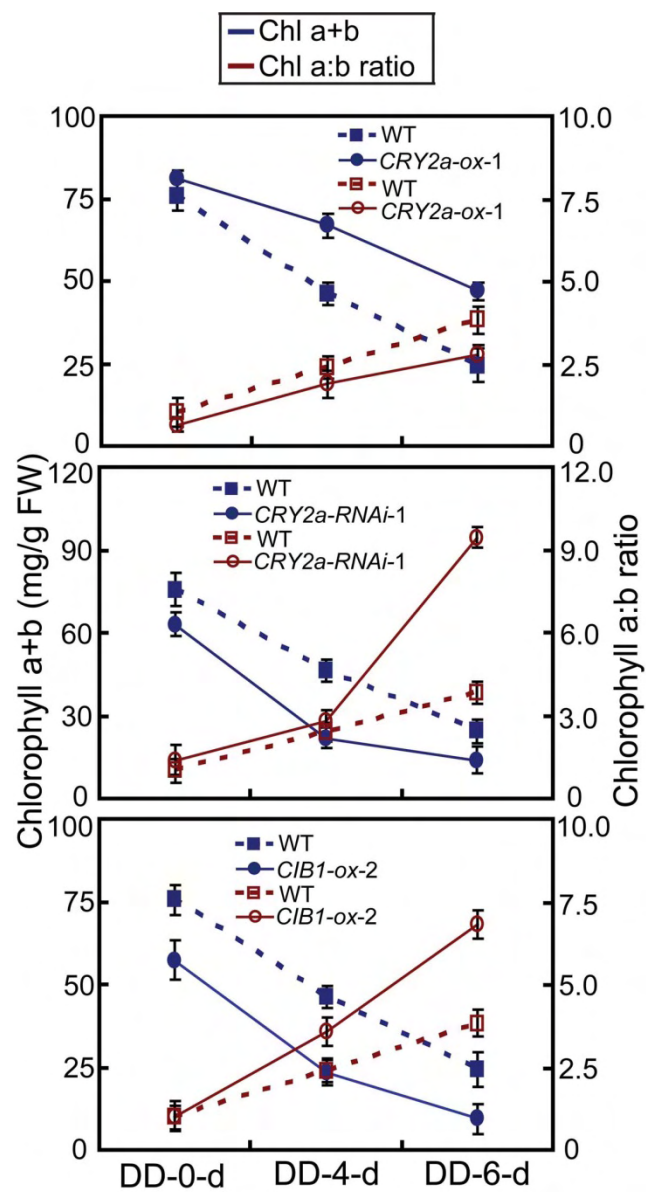 Chl a+b
Chl a:b ratio
100
75
50
25
0
10.0
7.5
5.0
2.5
0
WT
CRY2a-ox-1
WT
CRY2a-ox-1
120
90
60
30
0
12.0
9.0
6.0
3.0
0
WT
CRY2a-RNAi-1
WT
CRY2a-RNAi-1
100
75
50
25
0
10.0
7.5
5.0
2.5
0
WT
CIB1-ox-2
WT
CIB1-ox-2
Chlorophyll a+b (mg/g FW)
Chlorophyll a:b ratio
DD-0-d DD-4-d DD-6-d